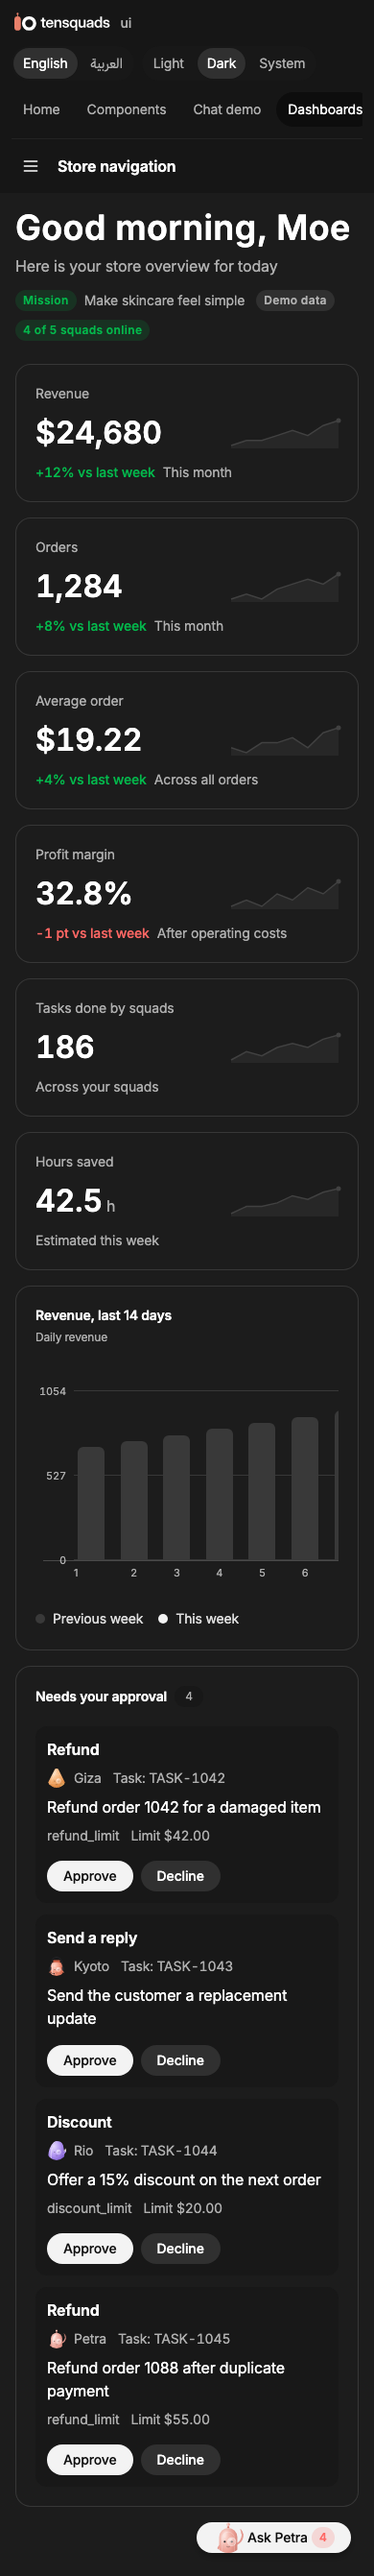 tensquads ui
English العربية Light Dark System
Home Components Chat demo Dashboards
Store navigation
Good morning, Moe
Here is your store overview for today
Mission Make skincare feel simple Demo data
4 of 5 squads online
Revenue
$24,680
+12% vs last week This month
Orders
1,284
+8% vs last week This month
Average order
$19.22
+4% vs last week Across all orders
Profit margin
32.8%
-1 pt vs last week After operating costs
Tasks done by squads
186
Across your squads
Hours saved
42.5 h
Estimated this week
Revenue, last 14 days
Daily revenue
1054
527
0
1 2 3 4 5 6
Previous week This week
Needs your approval 4
Refund
Giza Task: TASK-1042
Refund order 1042 for a damaged item
refund_limit Limit $42.00
Approve Decline
Send a reply
Kyoto Task: TASK-1043
Send the customer a replacement
update
Approve Decline
Discount
Rio Task: TASK-1044
Offer a 15% discount on the next order
discount_limit Limit $20.00
Approve Decline
Refund
Petra Task: TASK-1045
Refund order 1088 after duplicate
payment
refund_limit Limit $55.00
Approve Decline
Ask Petra 4